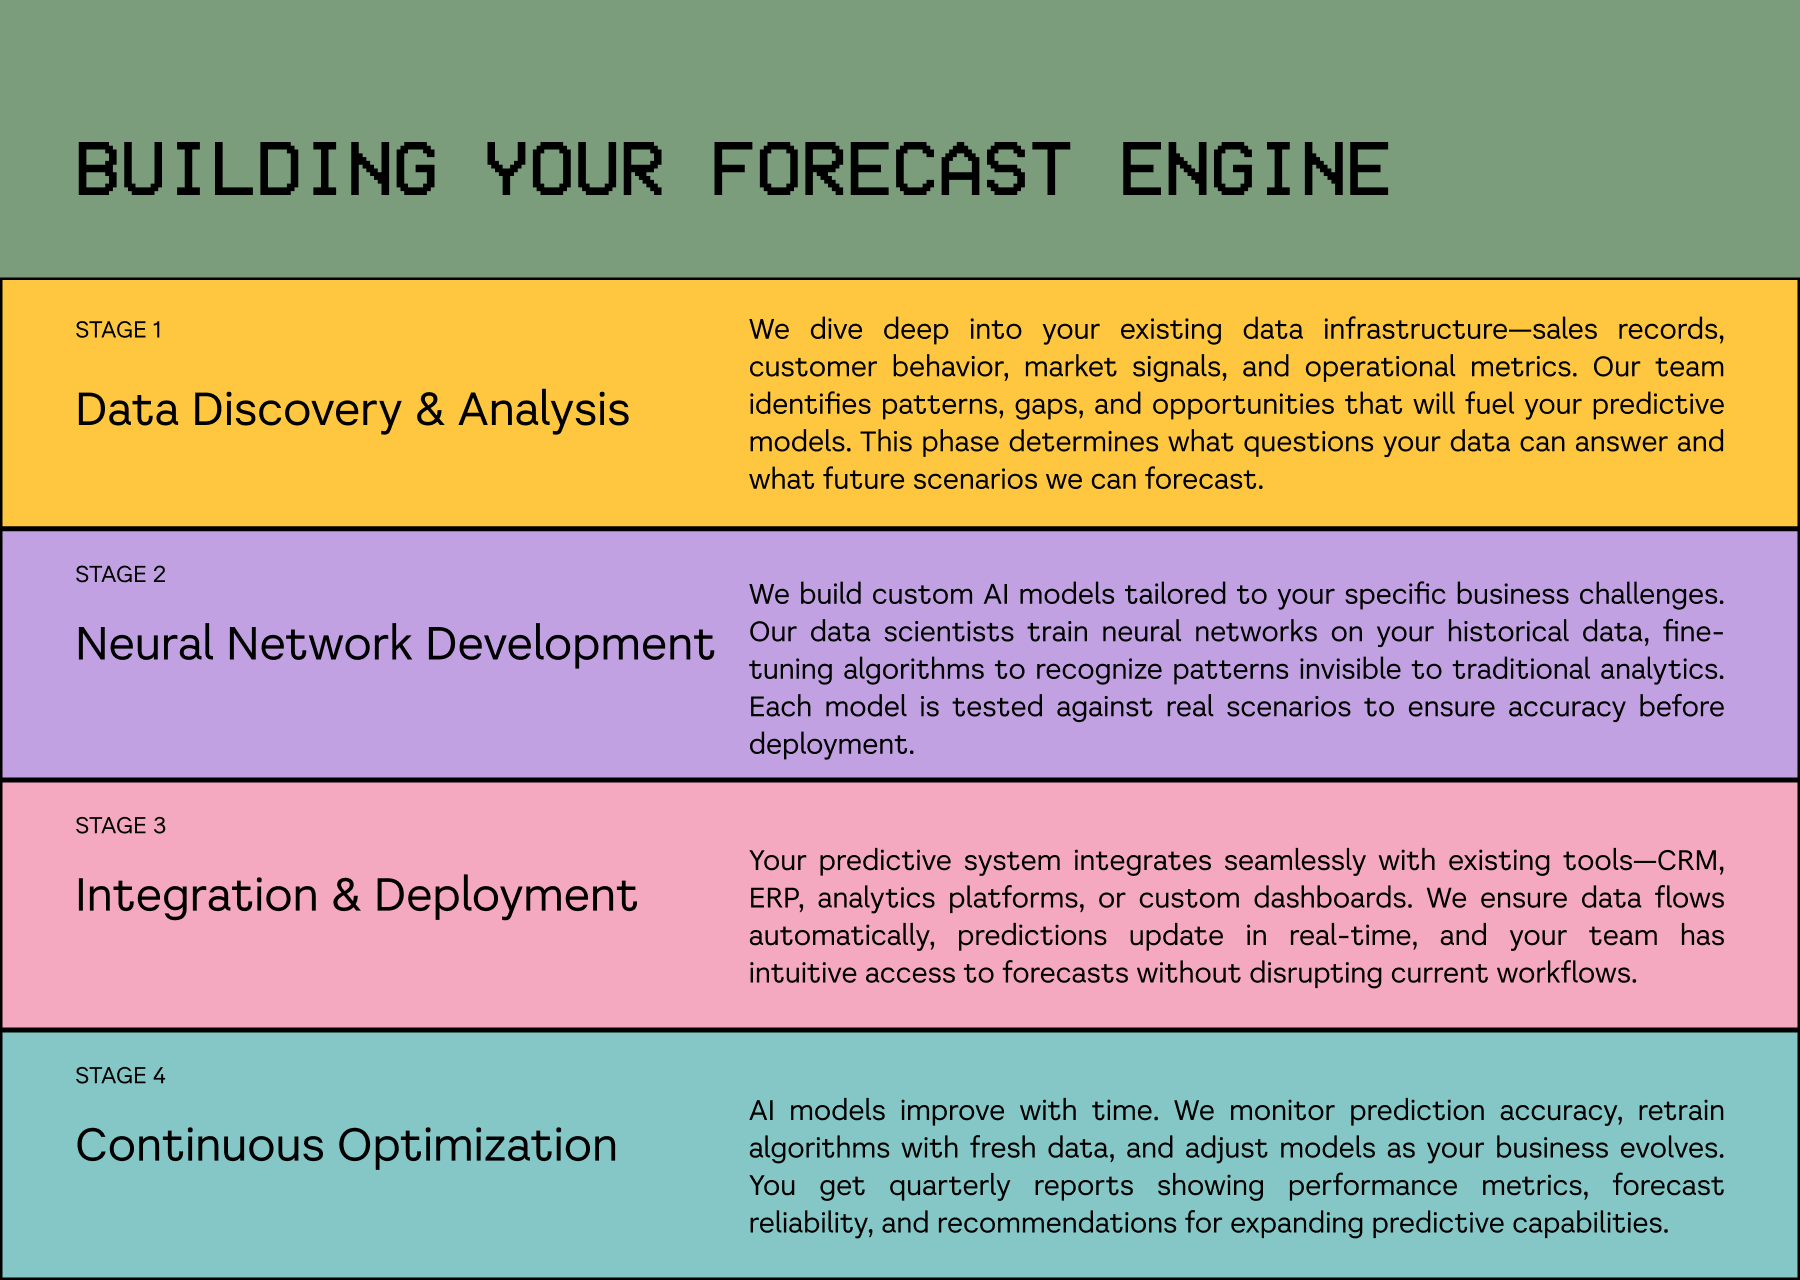 BUILDING YOUR FORECAST ENGINE
STAGE 1
Data Discovery & Analysis
We dive deep into your existing data infrastructure—sales records,
customer behavior, market signals, and operational metrics. Our team
identifies patterns, gaps, and opportunities that will fuel your predictive
models. This phase determines what questions your data can answer and
what future scenarios we can forecast.
STAGE 2
Neural Network Development
We build custom AI models tailored to your specific business challenges.
Our data scientists train neural networks on your historical data, fine-
tuning algorithms to recognize patterns invisible to traditional analytics.
Each model is tested against real scenarios to ensure accuracy before
deployment.
STAGE 3
Integration & Deployment
Your predictive system integrates seamlessly with existing tools—CRM,
ERP, analytics platforms, or custom dashboards. We ensure data flows
automatically, predictions update in real-time, and your team has
intuitive access to forecasts without disrupting current workflows.
STAGE 4
Continuous Optimization
AI models improve with time. We monitor prediction accuracy, retrain
algorithms with fresh data, and adjust models as your business evolves.
You get quarterly reports showing performance metrics, forecast
reliability, and recommendations for expanding predictive capabilities.